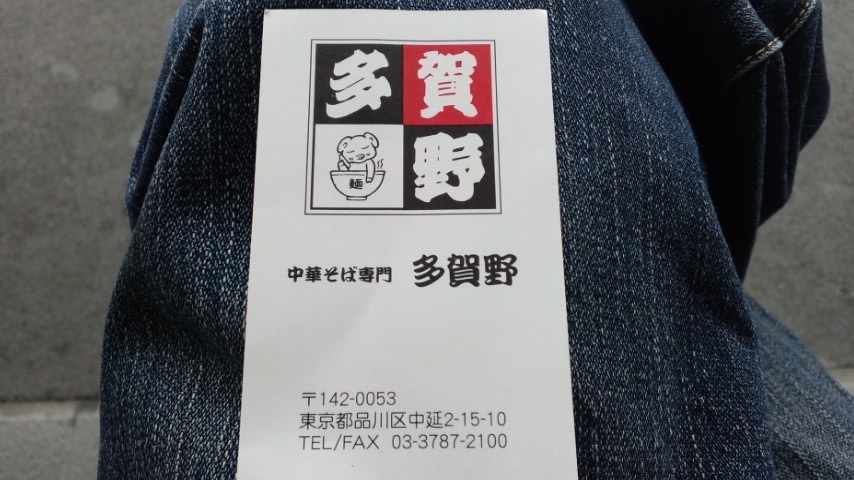 多賀
麺 野
中華そば専門 多賀野
〒142-0053
東京都品川区中延2-15-10
TEL/FAX 03-3787-2100